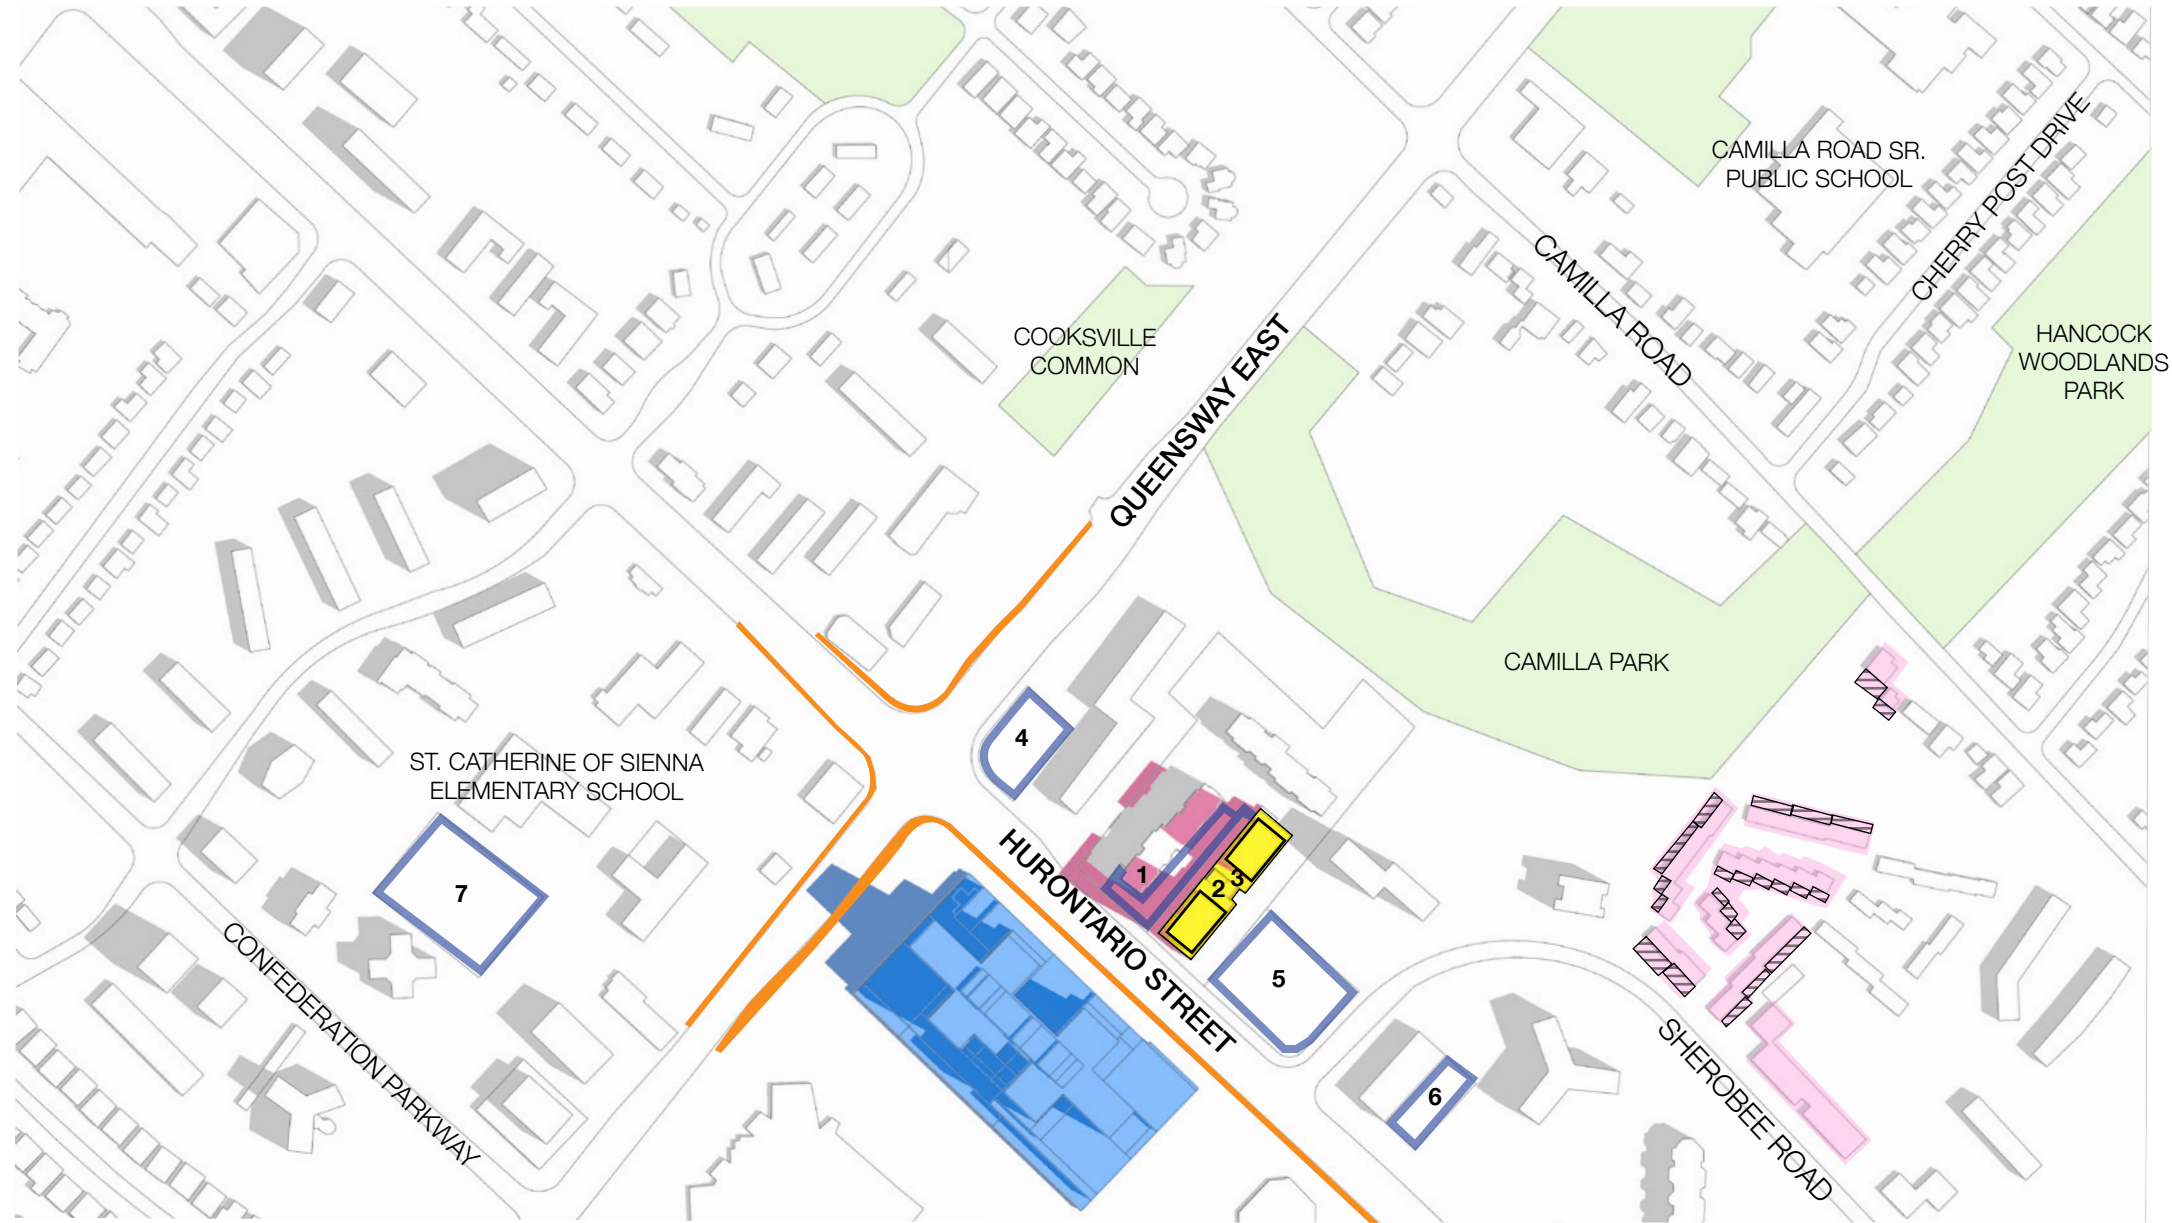 CAMILLA ROAD SR.
PUBLIC SCHOOL
CHERRY POST DRIVE
CAMILLA ROAD
HANCOCK
WOODLANDS
PARK
COOKSVILLE
COMMON
QUEENSWAY EAST
CAMILLA PARK
4
ST. CATHERINE OF SIENNA
ELEMENTARY SCHOOL
7
HURONTARIO STREET
1
2
3
5
6
CONFEDERATION PARKWAY
SHEROBEE ROAD